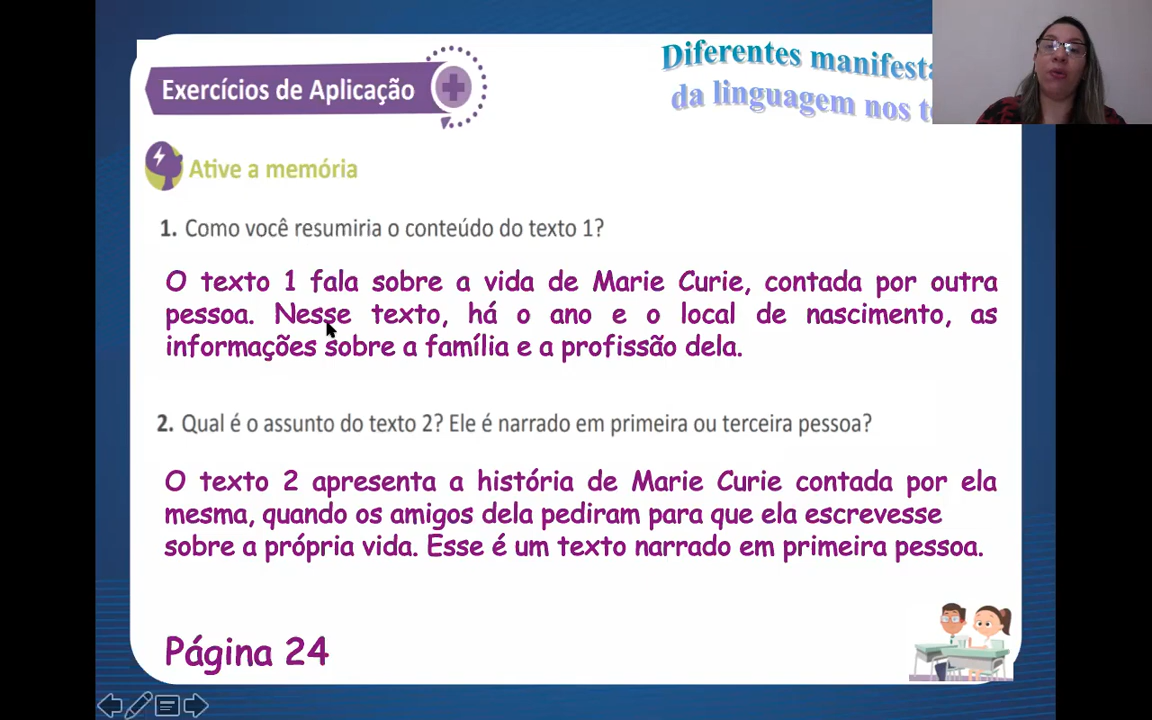 Exercícios de Aplicação
Diferentes
da linguagem nos
Ative a memória
1. Como você resumiria o conteúdo do texto 1?
O texto 1 fala sobre a vida de Marie Curie, contada por outra
pessoa. Nesse texto, há o ano e o local de nascimento, as
informações sobre a família e a profissão dela.
2. Qual é o assunto do texto 2? Ele é narrado em primeira ou terceira pessoa?
O texto 2 apresenta a história de Marie Curie contada por ela
mesma, quando os amigos dela pediram para que ela escrevesse
sobre a própria vida. Esse é um texto narrado em primeira pessoa.
Página 24